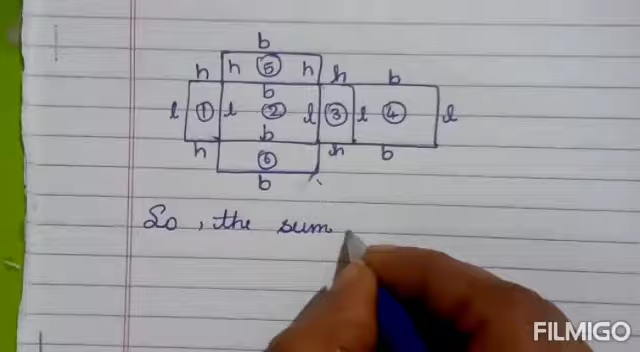 b
h h ⑤ h h b
b
l ① l ② l ③ l ④ l
b
h ⑥ h b
b
So, the sum
FILMIGO